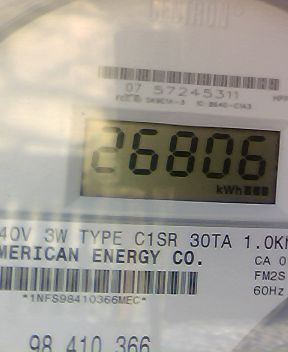 CENTRON
07 57245311
26806
kWh
40V 3W TYPE C1SR 30TA 1.0K
MERICAN ENERGY CO.
CA 0
FM2S
60Hz
*1NFS98410366MEC*
98 410 366